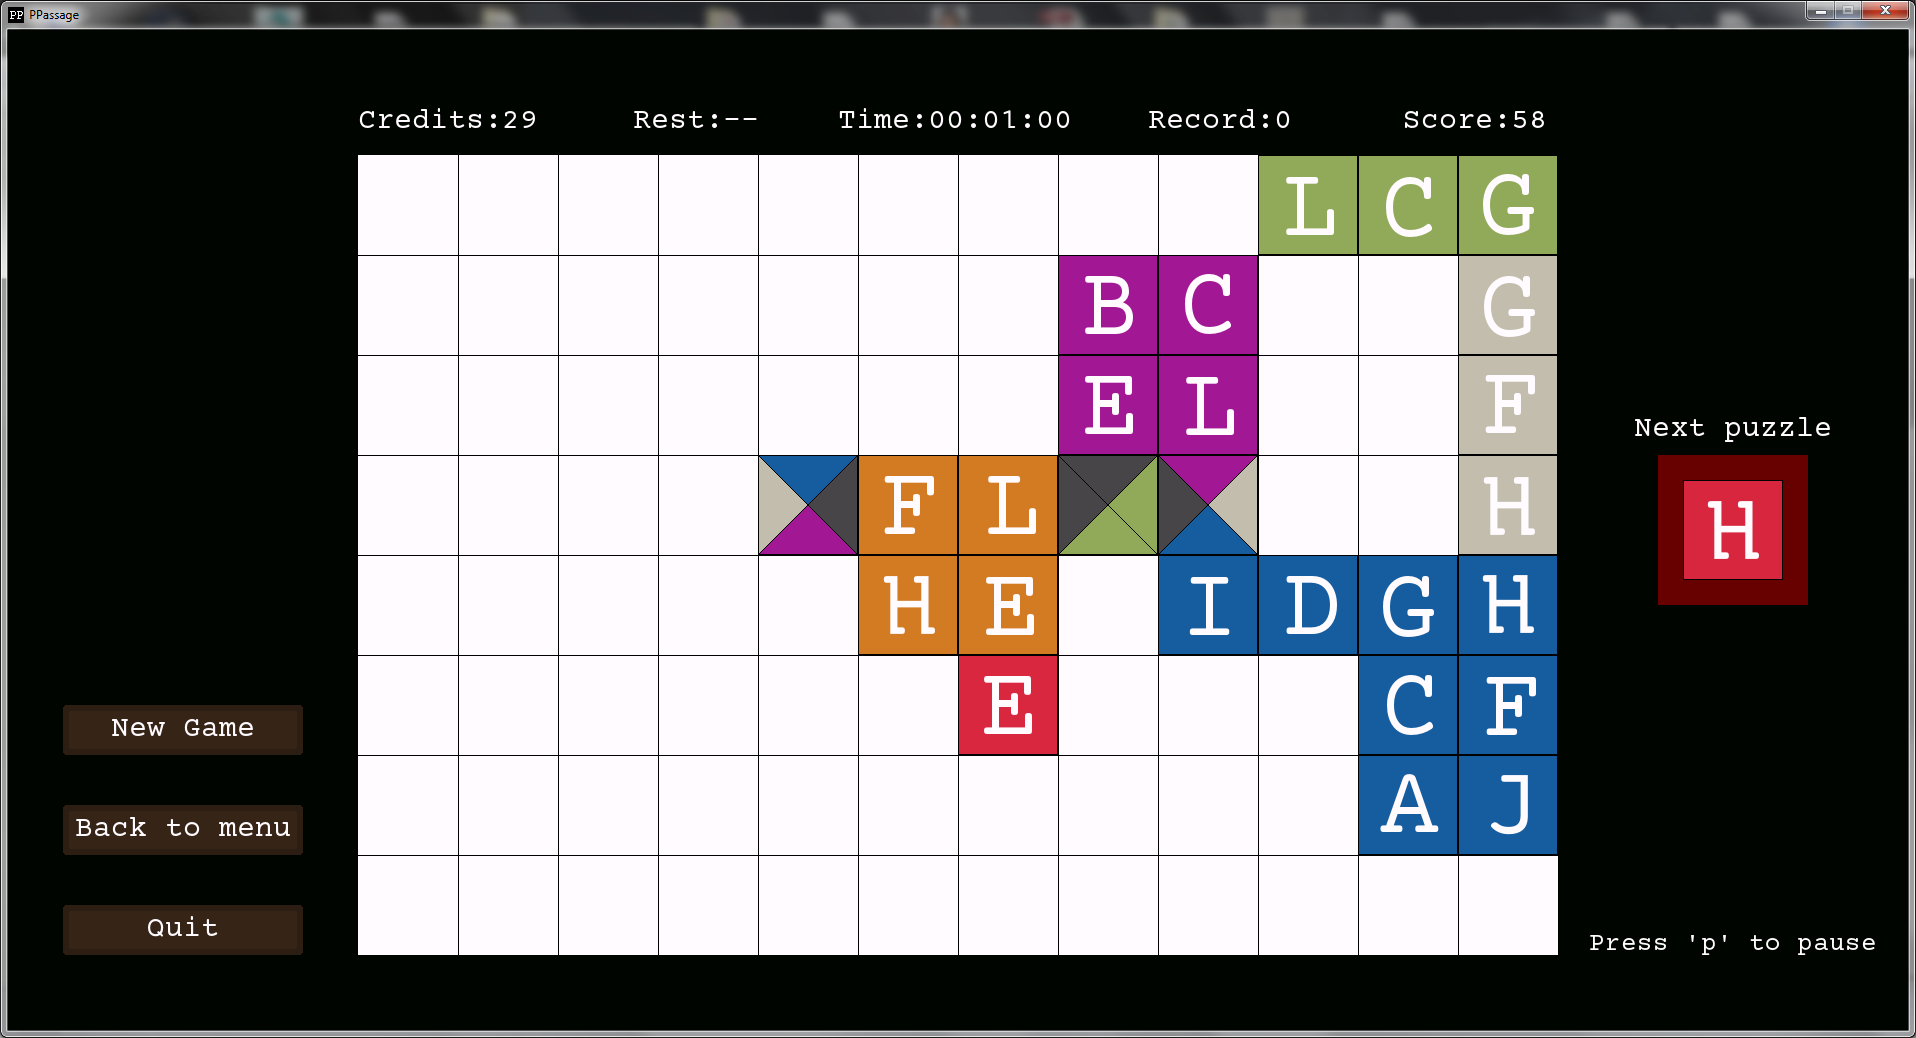 PP PPassage
Credits:29 Rest:-- Time:00:01:00 Record:0 Score:58
L C G
B C G
E L F
F L H
H E I D G H
E C F
A J
Next puzzle
H
New Game
Back to menu
Quit
Press 'p' to pause